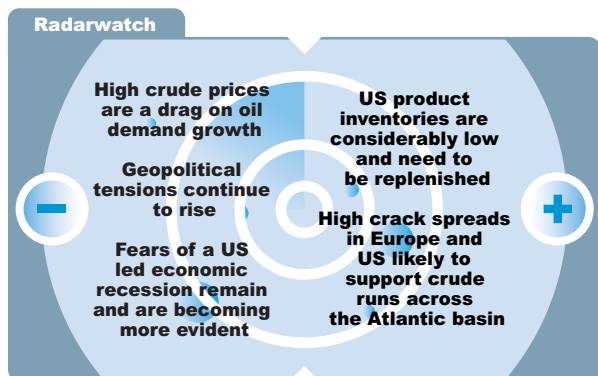 Radarwatch
High crude prices
are a drag on oil
demand growth
Geopolitical
tensions continue
to rise
Fears of a US
led economic
recession remain
and are becoming
more evident
US product
inventories are
considerably low
and need to
be replenished
High crack spreads
in Europe and
US likely to
support crude
runs across
the Atlantic basin